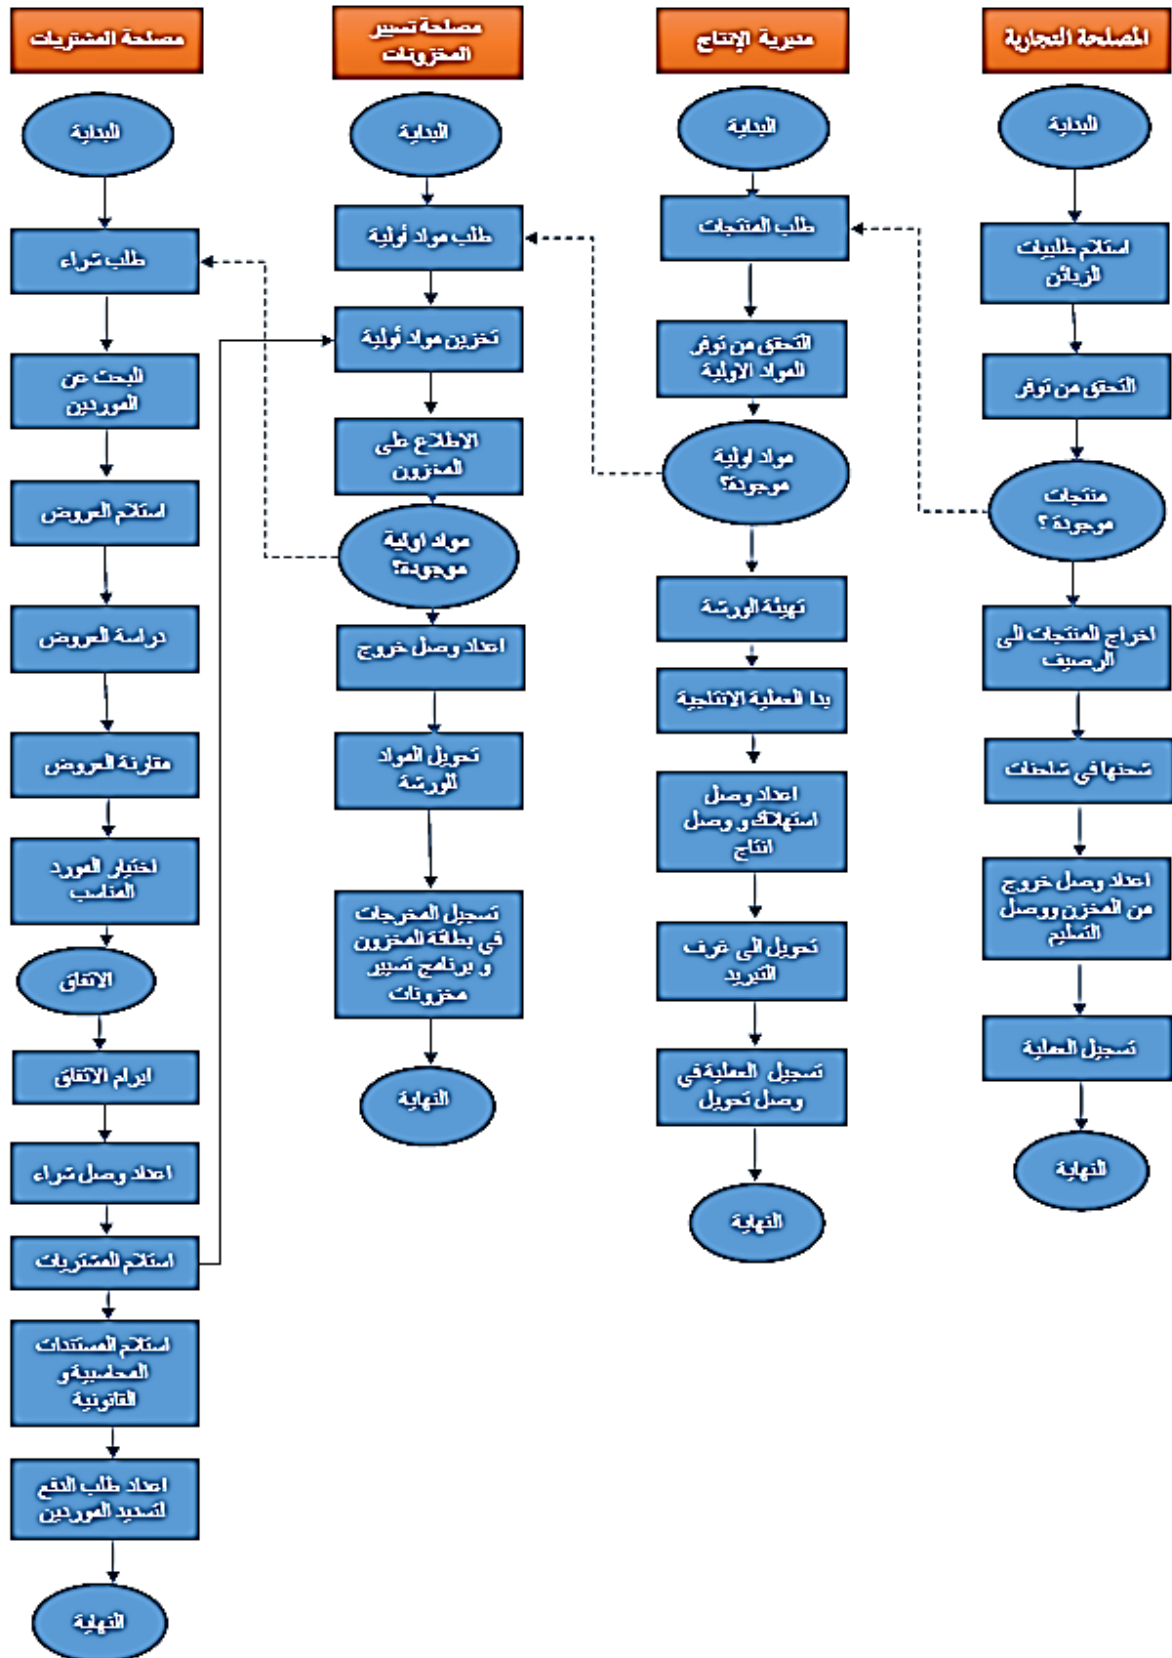 المصلحة التجارية
البداية
استلام طلبيات
الزبائن
التحقق من توفر
منتجات
موجودة ؟
اخراج المنتجات الى
الرصيف
شحنها في شاحنات
اعداد وصل خروج
من المخزن ووصل
التسليم
تسجيل العملية
النهاية
مديرية الإنتاج
البداية
طلب المنتجات
التحقق من توفر
المواد الاولية
مواد اولية
موجودة؟
تهيئة الورشة
بدا العملية الانتاجية
اعداد وصل
استهلاك و وصل
انتاج
تحويل الى غرف
التبريد
تسجيل العملية في
وصل تحويل
النهاية
مصلحة تسيير
المخزونات
البداية
طلب مواد أولية
تخزين مواد أولية
الاطلاع على
المخزون
مواد اولية
موجودة؟
اعداد وصل خروج
تحويل المواد
للورشة
تسجيل المخرجات
في بطاقة المخزون
و برنامج تسيير
مخزونات
النهاية
مصلحة المشتريات
البداية
طلب شراء
البحث عن
الموردين
استلام العروض
دراسة العروض
مقارنة العروض
اختيار المورد
المناسب
الاتفاق
ابرام الاتفاق
اعداد وصل شراء
استلام المشتريات
استلام المستندات
المحاسبية و
القانونية
اعداد طلب الدفع
لتسديد الموردين
النهاية